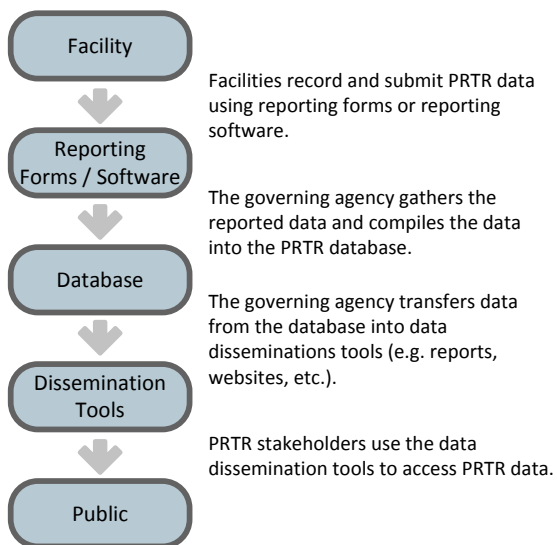 Facility
Facilities record and submit PRTR data
using reporting forms or reporting
software.
Reporting
Forms / Software
The governing agency gathers the
reported data and compiles the data
into the PRTR database.
Database
The governing agency transfers data
from the database into data
disseminations tools (e.g. reports,
websites, etc.).
Dissemination
Tools
PRTR stakeholders use the data
dissemination tools to access PRTR data.
Public